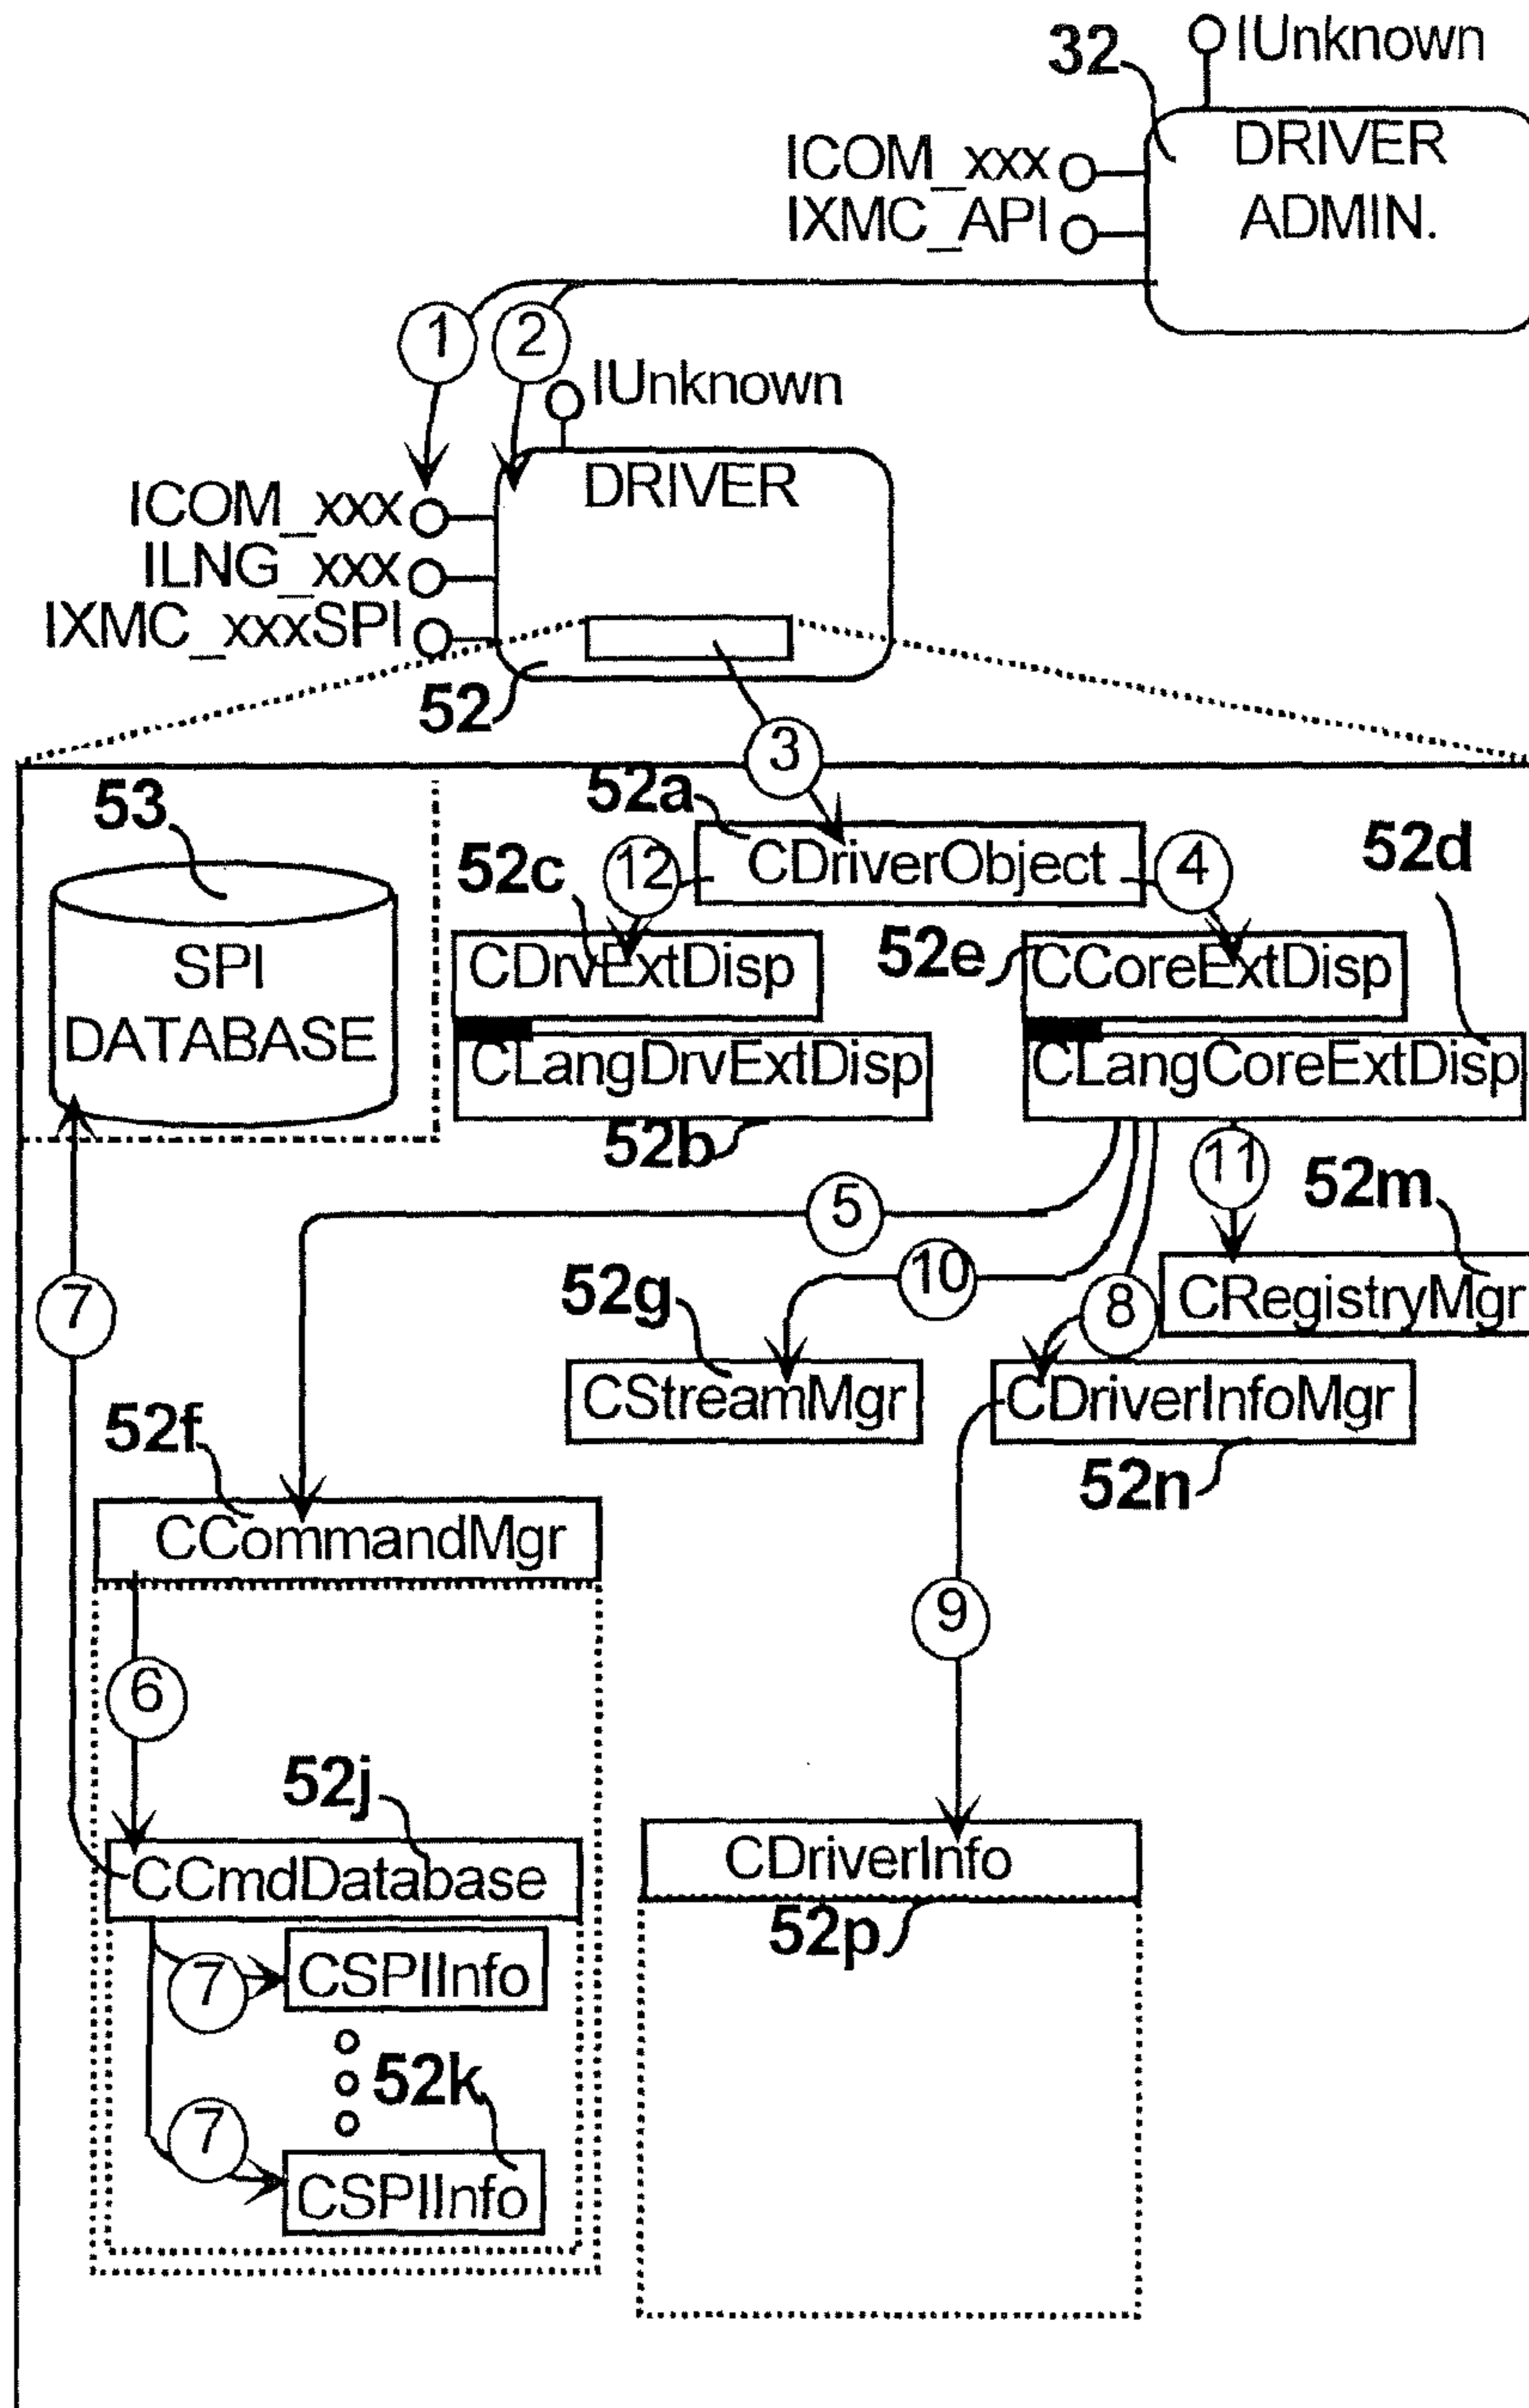 32
IUnknown
DRIVER
ADMIN.
ICOM_xxx
IXMC_API
1
2
IUnknown
DRIVER
ICOM_xxx
ILNG_xxx
IXMC_xxxSPI
52
3
53
52a
CDriverObject
12
4
52c
52d
CDrvExtDisp
52e
CCoreExtDisp
SPI
DATABASE
CLangDrvExtDisp
CLangCoreExtDisp
52b
11
52m
5
10
52g
8
CRegistryMgr
7
CStreamMgr
CDriverInfoMgr
52f
52n
CCommandMgr
9
6
52j
CCmdDatabase
CDriverInfo
52p
7
CSPIInfo
52k
7
CSPIInfo